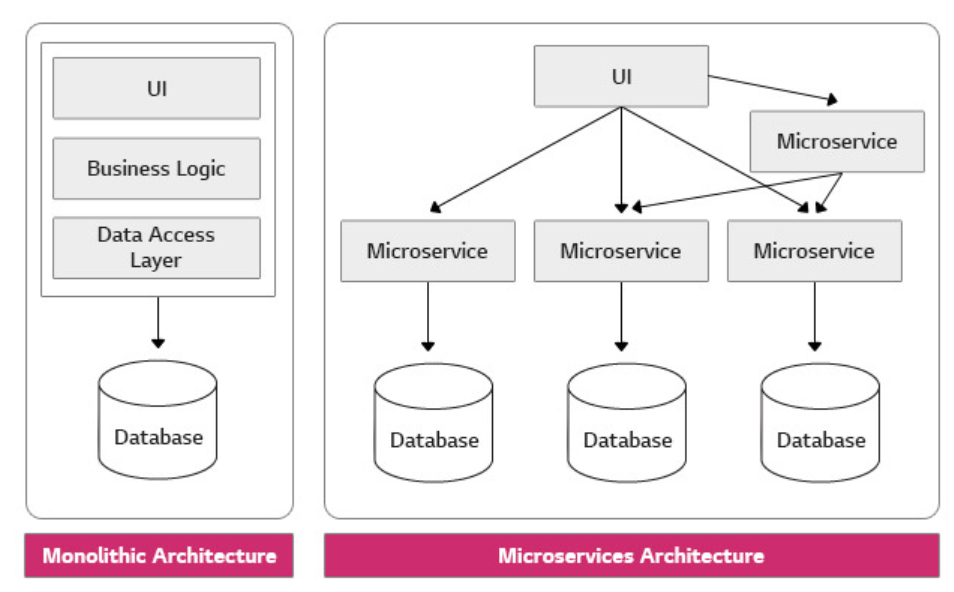 UI
Business Logic
Data Access
Layer
Database
Monolithic Architecture
UI
Microservice
Microservice
Microservice
Microservice
Database
Database
Database
Microservices Architecture